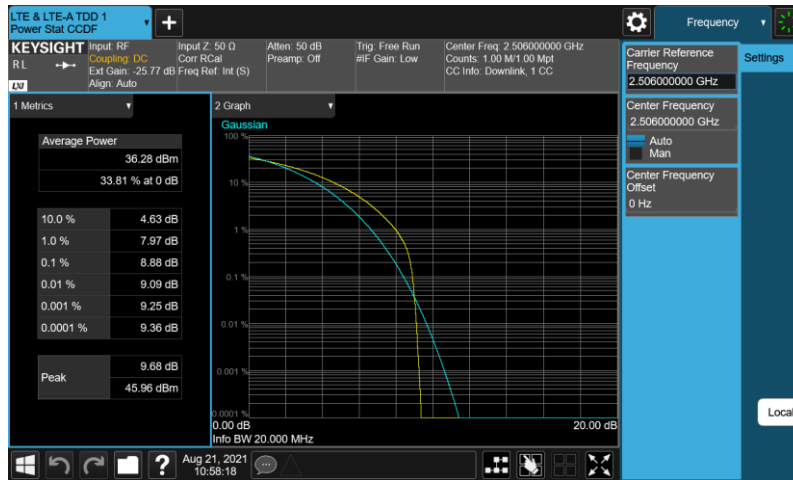 LTE & LTE-A TDD 1
Power Stat CCDF
Frequency
KEYSIGHT
RL
LXI
Input: RF
Coupling: DC
Ext Gain: -25.77 dB
Align: Auto
Input Z: 50 Ω
Corr RCal
Freq Ref: Int (S)
Atten: 50 dB
Preamp: Off
Trig: Free Run
#IF Gain: Low
Center Freq: 2.506000000 GHz
Counts: 1.00 M/1.00 Mpt
CC Info: Downlink, 1 CC
Carrier Reference
Frequency
2.506000000 GHz
Settings
Center Frequency
2.506000000 GHz
Auto
Man
Center Frequency
Offset
0 Hz
Local
1 Metrics
Average Power
36.28 dBm
33.81 % at 0 dB
10.0 % 4.63 dB
1.0 % 7.97 dB
0.1 % 8.88 dB
0.01 % 9.09 dB
0.001 % 9.25 dB
0.0001 % 9.36 dB
Peak
9.68 dB
45.96 dBm
2 Graph
Gaussian
100 %
10 %
1 %
0.1 %
0.01 %
0.001 %
0.0001 %
0.00 dB
20.00 dB
Info BW 20.000 MHz
?
Aug 21, 2021
10:58:18